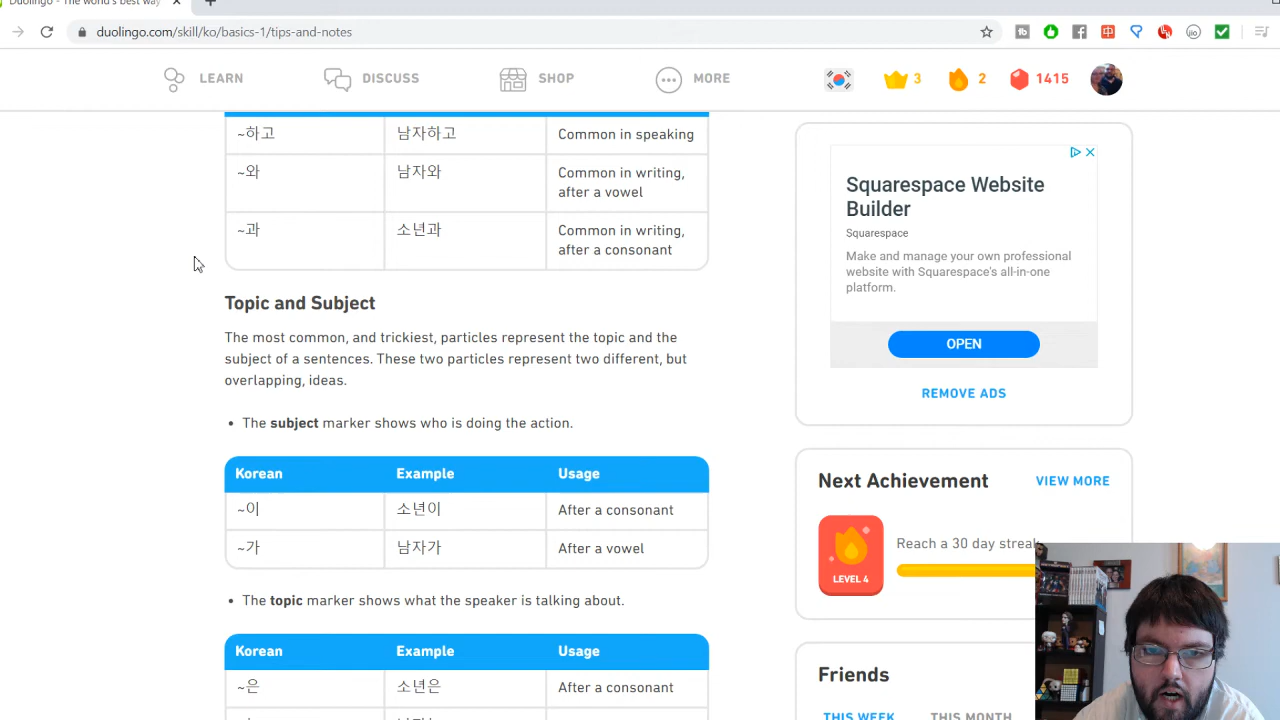 Duolingo - The world's best way
duolingo.com/skill/ko/basics-1/tips-and-notes
LEARN
DISCUSS
SHOP
MORE
3
2
1415
~하고 남자하고 Common in speaking
~와 남자와 Common in writing,
after a vowel
~과 소년과 Common in writing,
after a consonant
Topic and Subject
The most common, and trickiest, particles represent the topic and the
subject of a sentences. These two particles represent two different, but
overlapping, ideas.
• The subject marker shows who is doing the action.
Korean Example Usage
~이 소년이 After a consonant
~가 남자가 After a vowel
• The topic marker shows what the speaker is talking about.
Korean Example Usage
~은 소년은 After a consonant
Squarespace Website
Builder
Squarespace
Make and manage your own professional
website with Squarespace's all-in-one
platform.
OPEN
REMOVE ADS
Next Achievement
VIEW MORE
Reach a 30 day streak
LEVEL 4
Friends
THIS WEEK
THIS MONTH